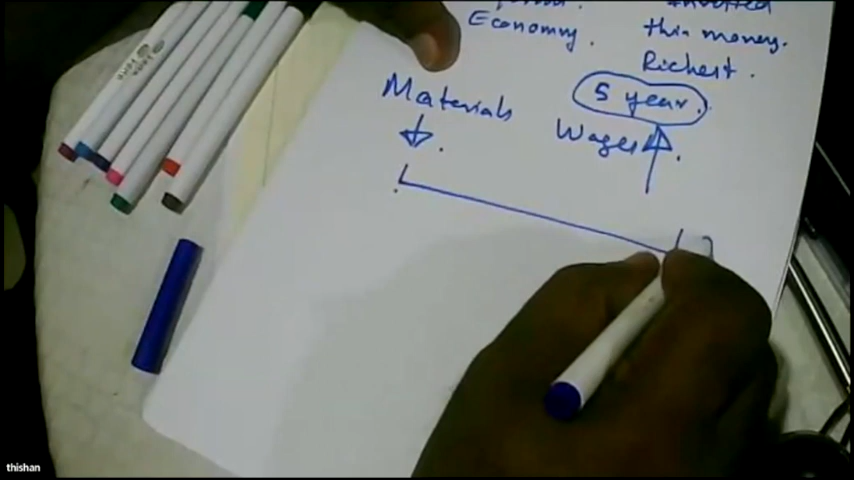 Economy.
this money.
Richest.
Materials
5 year.
Wages
thishan